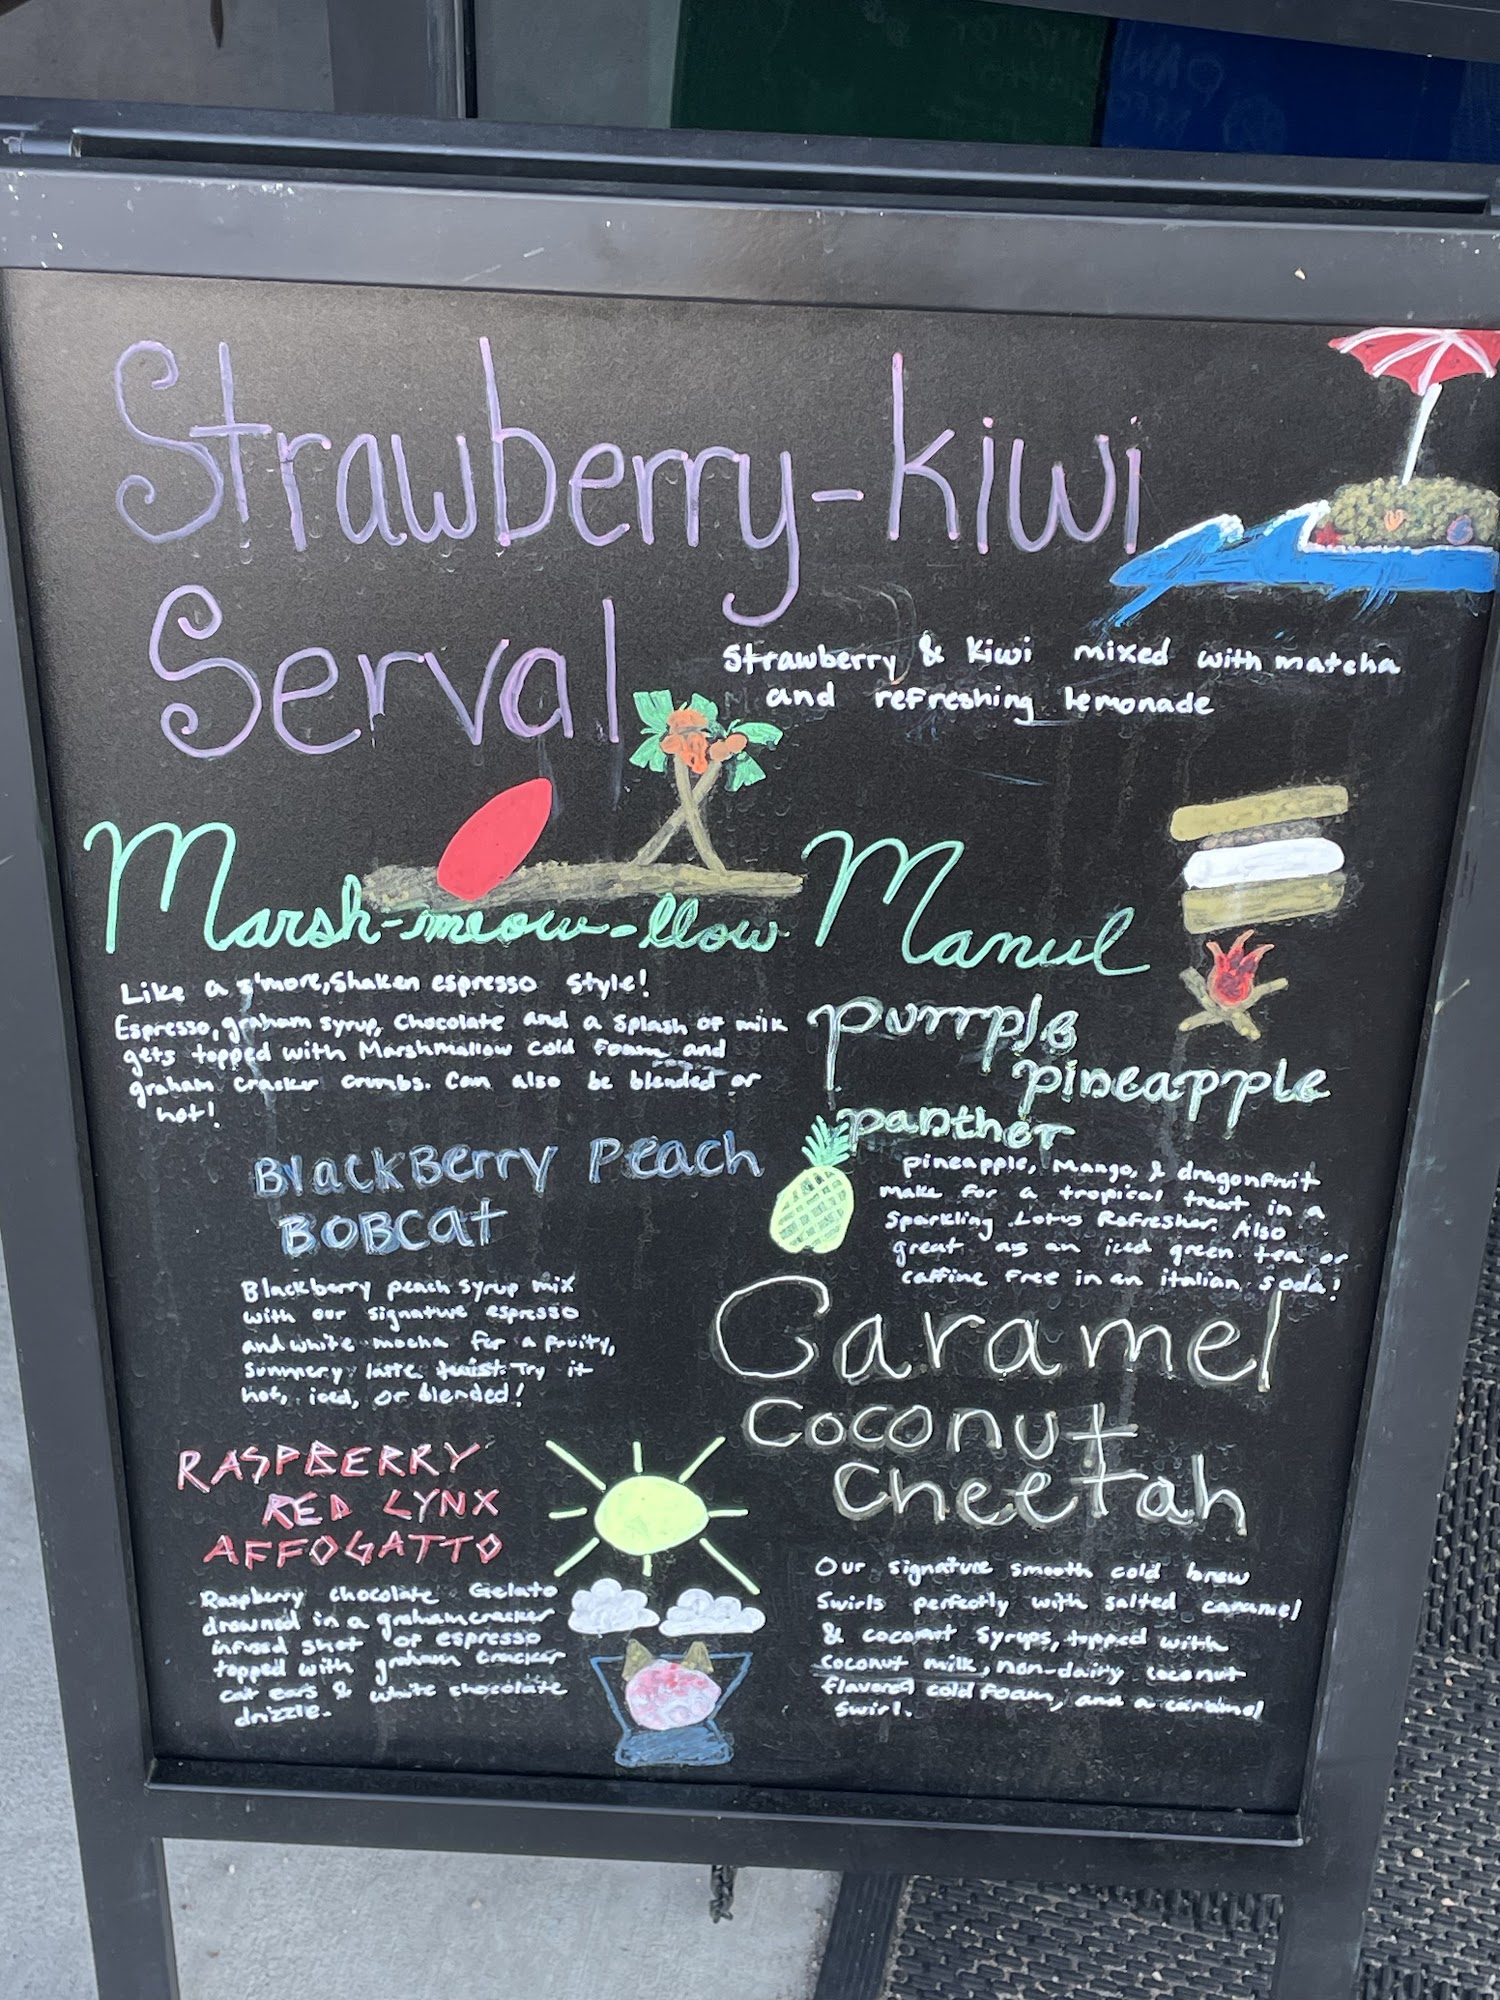 Strawberry-kiwi
Serval
Strawberry & kiwi mixed with matcha
and refreshing lemonade
Marsh-meow-llow Manul
Like a s'more, shaken espresso style!
Espresso, graham syrup, Chocolate and a splash of milk
gets topped with Marshmallow cold foam and
graham cracker crumbs. Can also be blended or
hot!
purrple
pineapple
panther
pineapple, Mango, & dragonfruit
make for a tropical treat in a
sparkling Lotus Refresher. Also
great as an iced green tea or
caffine free in an italian soda!
BlackBerry Peach
BOBcat
Blackberry peach syrup mix
with our signature espresso
and white mocha for a fruity,
summery latte twist. Try it
hot, iced, or blended!
Caramel
Coconut
Cheetah
Our signature smooth cold brew
swirls perfectly with salted caramel
& coconut syrups, topped with
coconut milk, non-dairy coconut
flavored cold foam, and a caramel
swirl.
RASPBERRY
RED LYNX
AFFOGATTO
Raspberry chocolate Gelato
drowned in a graham cracker
infused shot of espresso
topped with graham cracker
cat ears & white chocolate
drizzle.